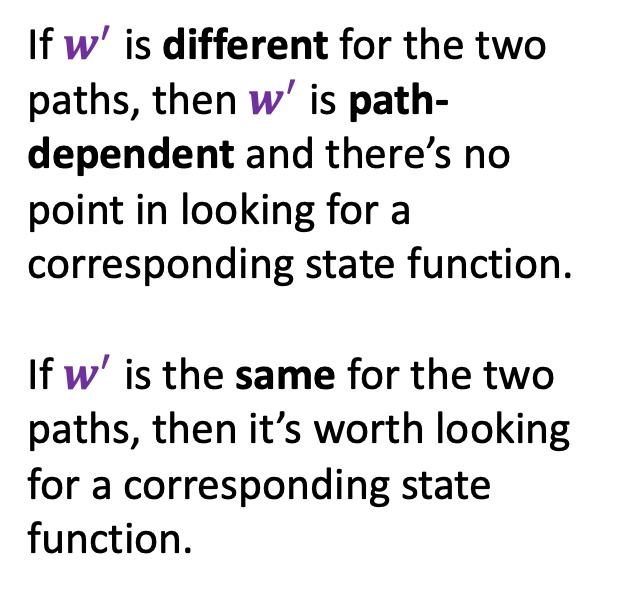 If w′ is different for the two
paths, then w′ is path-
dependent and there’s no
point in looking for a
corresponding state function.
If w′ is the same for the two
paths, then it’s worth looking
for a corresponding state
function.